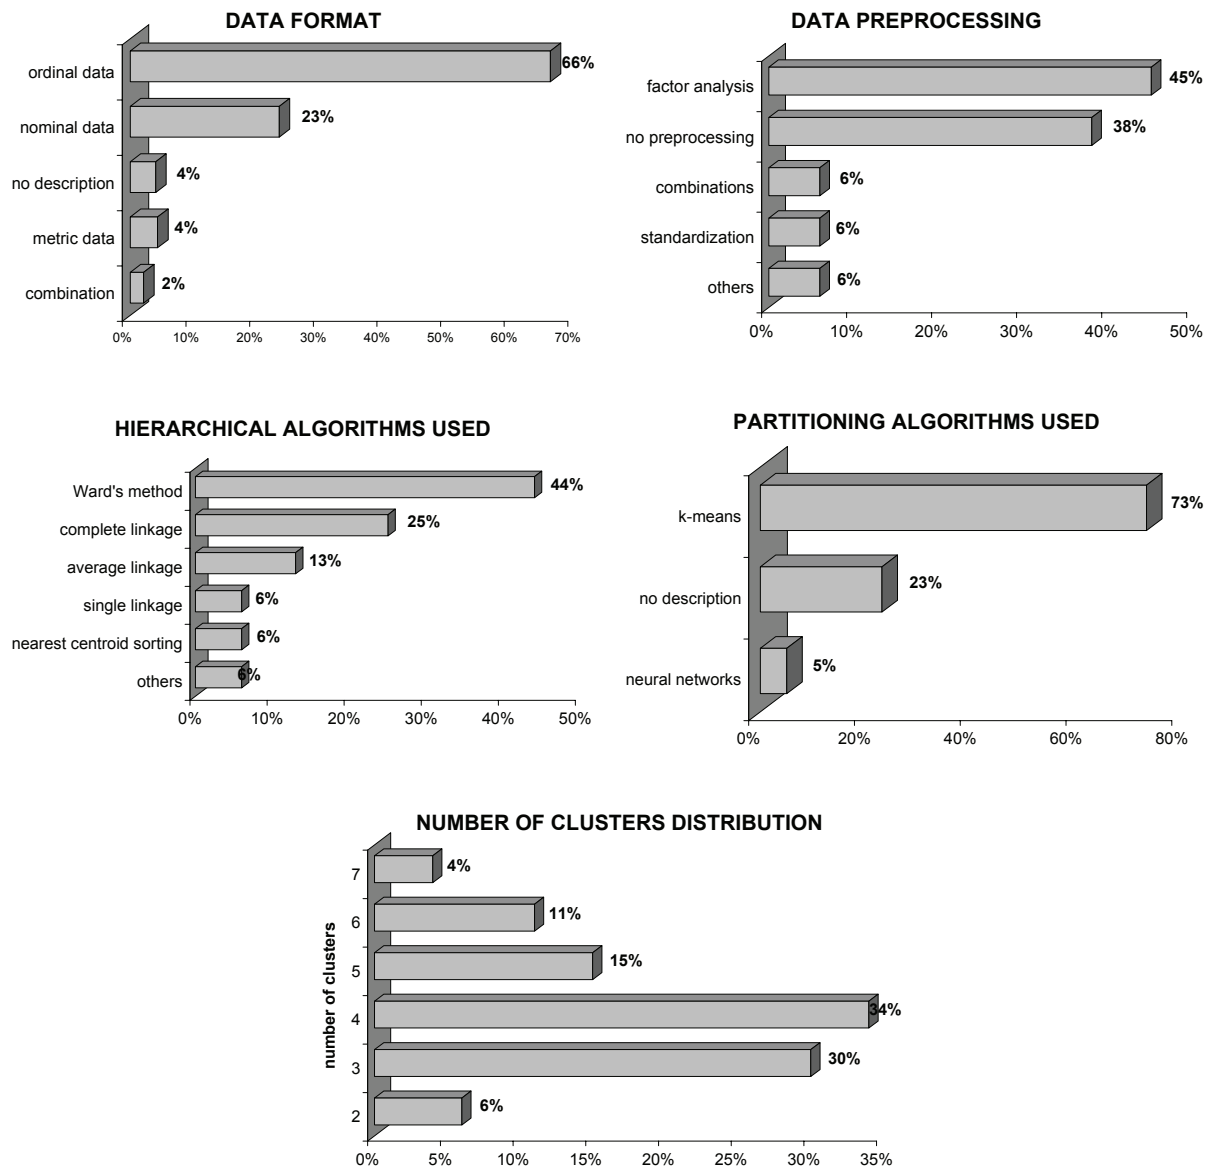 DATA FORMAT
ordinal data 66%
nominal data 23%
no description 4%
metric data 4%
combination 2%
0% 10% 20% 30% 40% 50% 60% 70%
DATA PREPROCESSING
factor analysis 45%
no preprocessing 38%
combinations 6%
standardization 6%
others 6%
0% 10% 20% 30% 40% 50%
HIERARCHICAL ALGORITHMS USED
Ward's method 44%
complete linkage 25%
average linkage 13%
single linkage 6%
nearest centroid sorting 6%
others 6%
0% 10% 20% 30% 40% 50%
PARTITIONING ALGORITHMS USED
k-means 73%
no description 23%
neural networks 5%
0% 20% 40% 60% 80%
NUMBER OF CLUSTERS DISTRIBUTION
number of clusters
7 4%
6 11%
5 15%
4 34%
3 30%
2 6%
0% 5% 10% 15% 20% 25% 30% 35%